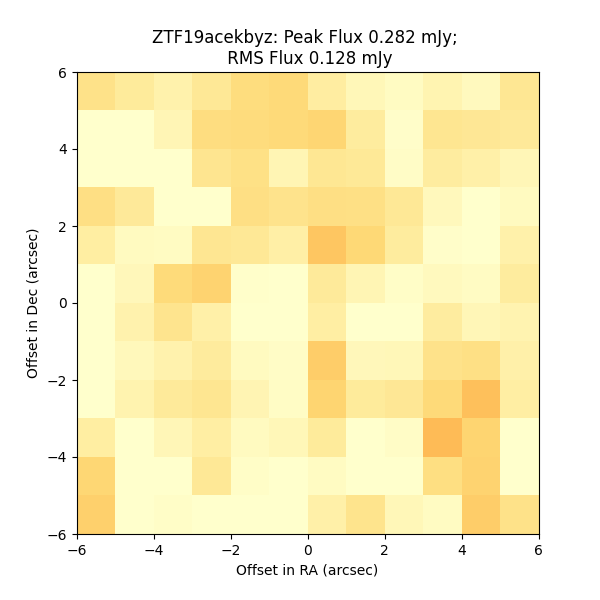 ZTF19acekbyz: Peak Flux 0.282 mJy;
RMS Flux 0.128 mJy
6
4
2
0
−2
−4
−6
Offset in Dec (arcsec)
−6 −4 −2 0 2 4 6
Offset in RA (arcsec)